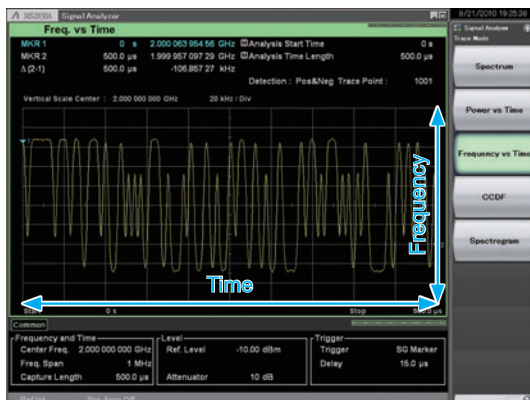 MS2830A Signal Analyzer
9/21/2010 19:35:38
Freq. vs Time
MKR 1 0 s 2.000 063 954 56 GHz Analysis Start Time 0 s
MKR 2 500.0 µs 1.999 957 097 29 GHz Analysis Time Length 500.0 µs
Δ (2-1) 500.0 µs -106.857 27 kHz
Detection : Pos&Neg Trace Point : 1001
Vertical Scale Center : 2.000 000 000 GHz 20 kHz / Div
Frequency
Time
Start 0 s Stop 500.0 µs
Common
Frequency and Time
Center Freq. 2.000 000 000 GHz
Freq. Span 1 MHz
Capture Length 500.0 µs
Level
Ref. Level -10.00 dBm
Attenuator 10 dB
Trigger
Trigger SG Marker
Delay 15.0 µs
Signal Analyzer
Trace Mode
Spectrum
Power vs Time
Frequency vs Time
CCDF
Spectrogram